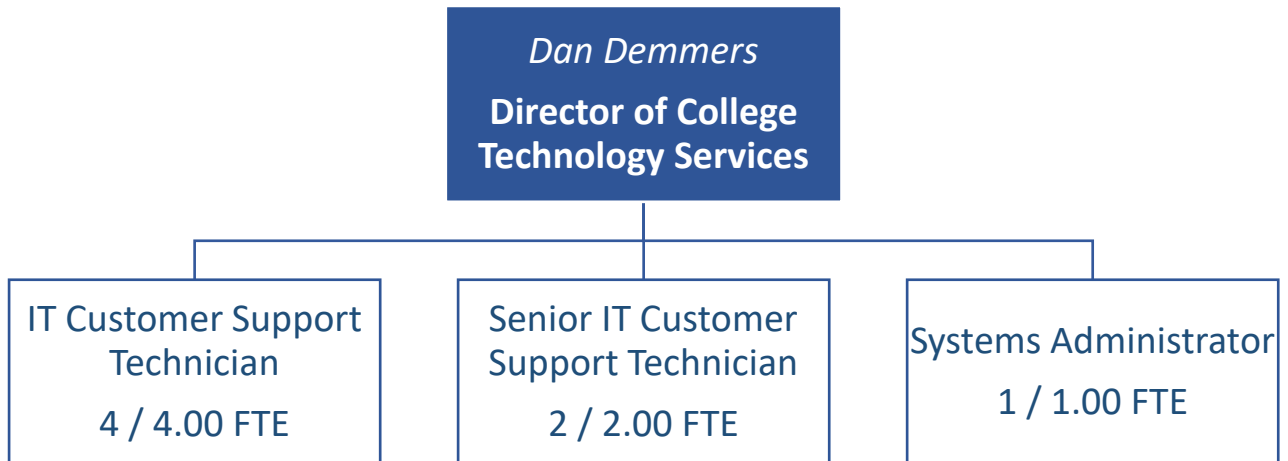 Dan Demmers
Director of College
Technology Services
IT Customer Support
Technician
4 / 4.00 FTE
Senior IT Customer
Support Technician
2 / 2.00 FTE
Systems Administrator
1 / 1.00 FTE